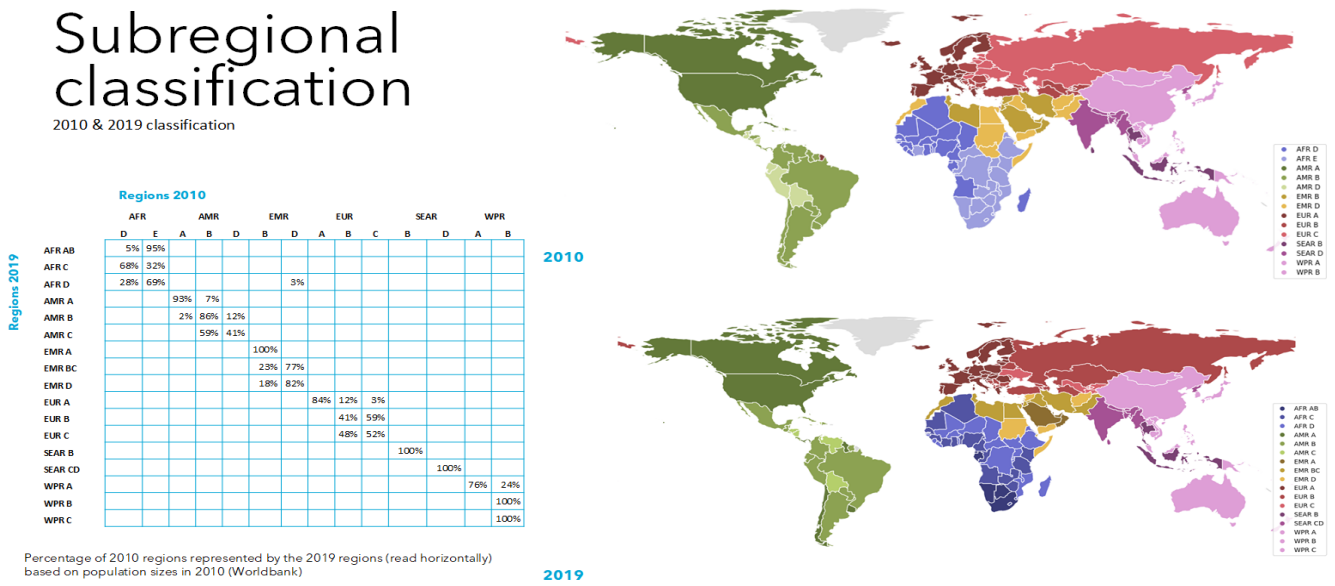 Subregional
classification
2010 & 2019 classification
Regions 2010
AFR AMR EMR EUR SEAR WPR
D E A B D B D A B C B D A B
Regions 2019
AFR AB 5% 95%
AFR C 68% 32%
AFR D 28% 69% 3%
AMR A 93% 7%
AMR B 2% 86% 12%
AMR C 59% 41%
EMR A 100%
EMR BC 23% 77%
EMR D 18% 82%
EUR A 84% 12% 3%
EUR B 41% 59%
EUR C 48% 52%
SEAR B 100%
SEAR CD 100%
WPR A 76% 24%
WPR B 100%
WPR C 100%
Percentage of 2010 regions represented by the 2019 regions (read horizontally)
based on population sizes in 2010 (Worldbank)
2010
AFR D
AFR E
AMR A
AMR B
AMR D
EMR B
EMR D
EUR A
EUR B
EUR C
SEAR B
SEAR D
WPR A
WPR B
2019
AFR AB
AFR C
AFR D
AMR A
AMR B
AMR C
EMR A
EMR BC
EMR D
EUR A
EUR B
EUR C
SEAR B
SEAR CD
WPR A
WPR B
WPR C